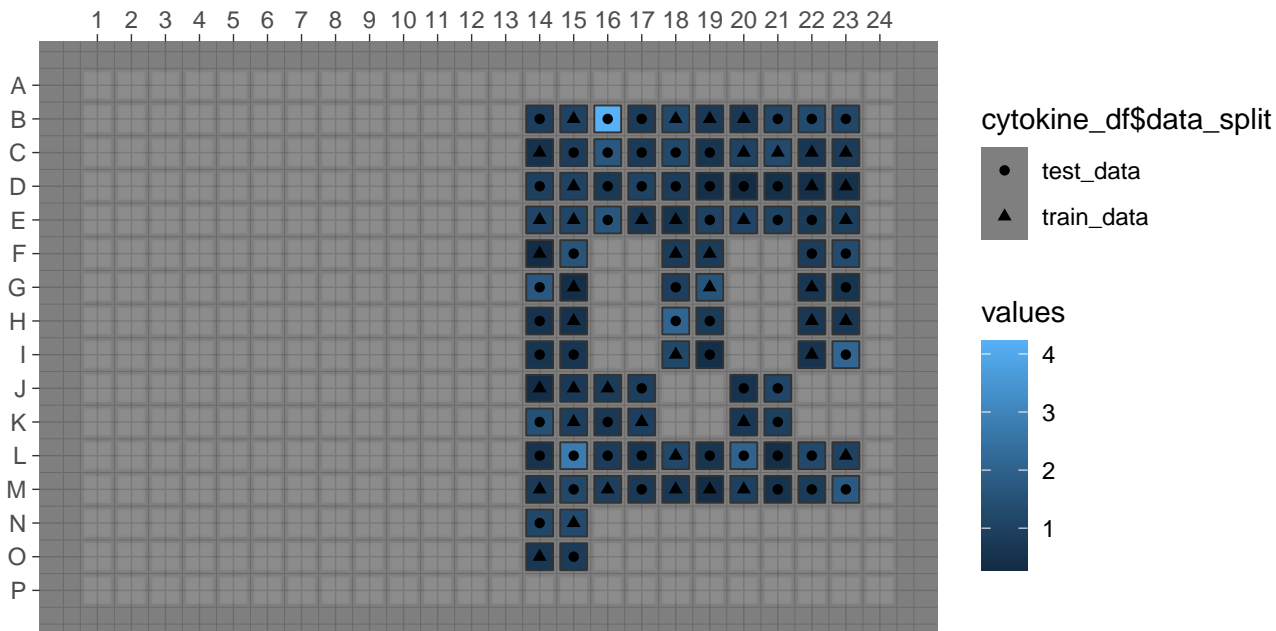 1 2 3 4 5 6 7 8 9 10 11 12 13 14 15 16 17 18 19 20 21 22 23 24
A
B
C
D
E
F
G
H
I
J
K
L
M
N
O
P
cytokine_df$data_split
test_data
train_data
values
4
3
2
1